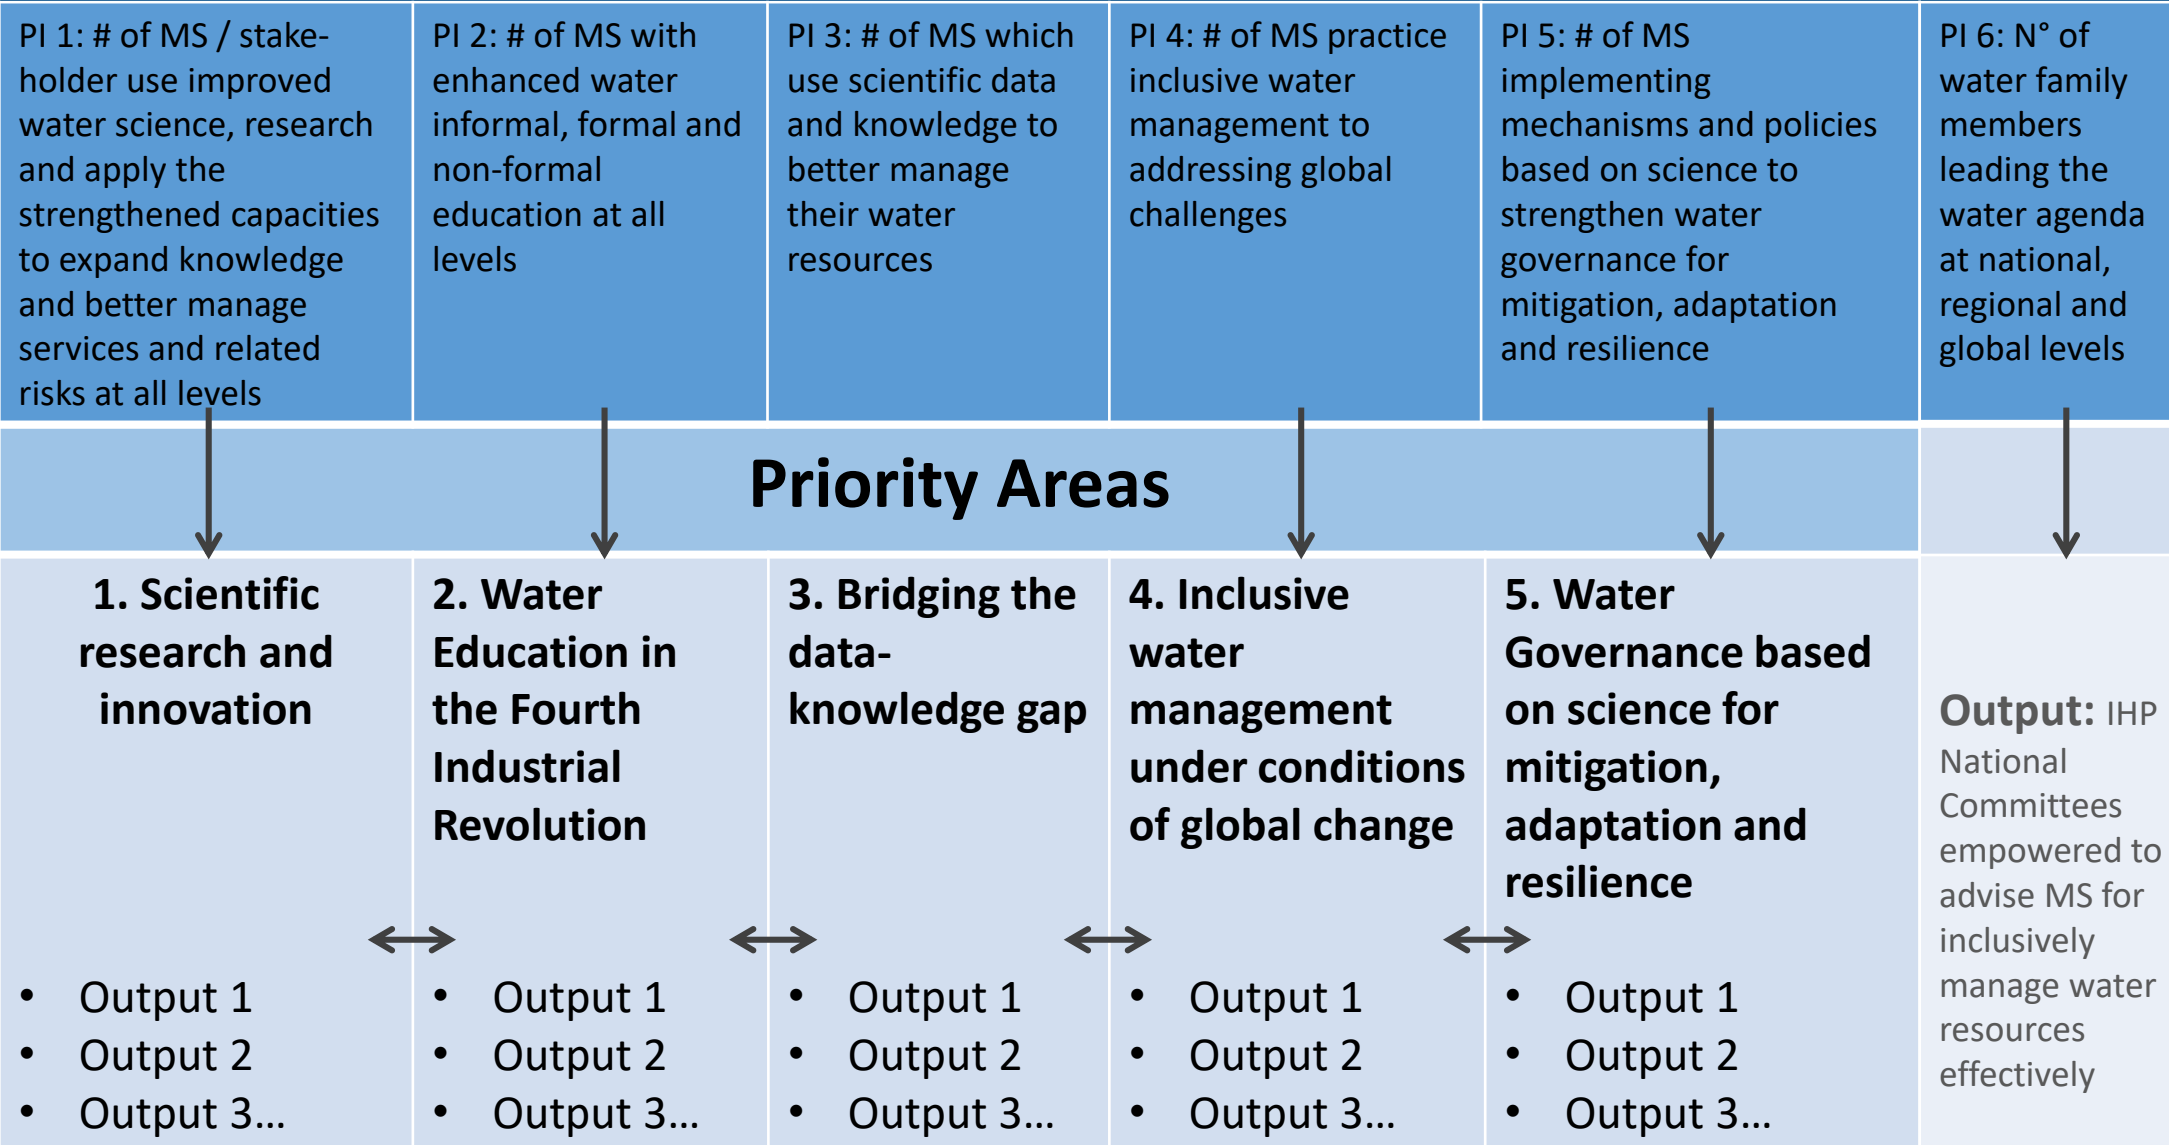 PI 1: # of MS / stake-
holder use improved
water science, research
and apply the
strengthened capacities
to expand knowledge
and better manage
services and related
risks at all levels
PI 2: # of MS with
enhanced water
informal, formal and
non-formal
education at all
levels
PI 3: # of MS which
use scientific data
and knowledge to
better manage
their water
resources
PI 4: # of MS practice
inclusive water
management to
addressing global
challenges
PI 5: # of MS
implementing
mechanisms and policies
based on science to
strengthen water
governance for
mitigation, adaptation
and resilience
PI 6: N° of
water family
members
leading the
water agenda
at national,
regional and
global levels
Priority Areas
1. Scientific
research and
innovation
• Output 1
• Output 2
• Output 3…
2. Water
Education in
the Fourth
Industrial
Revolution
• Output 1
• Output 2
• Output 3…
3. Bridging the
data-
knowledge gap
• Output 1
• Output 2
• Output 3…
4. Inclusive
water
management
under conditions
of global change
• Output 1
• Output 2
• Output 3…
5. Water
Governance based
on science for
mitigation,
adaptation and
resilience
• Output 1
• Output 2
• Output 3…
Output: IHP
National
Committees
empowered to
advise MS for
inclusively
manage water
resources
effectively